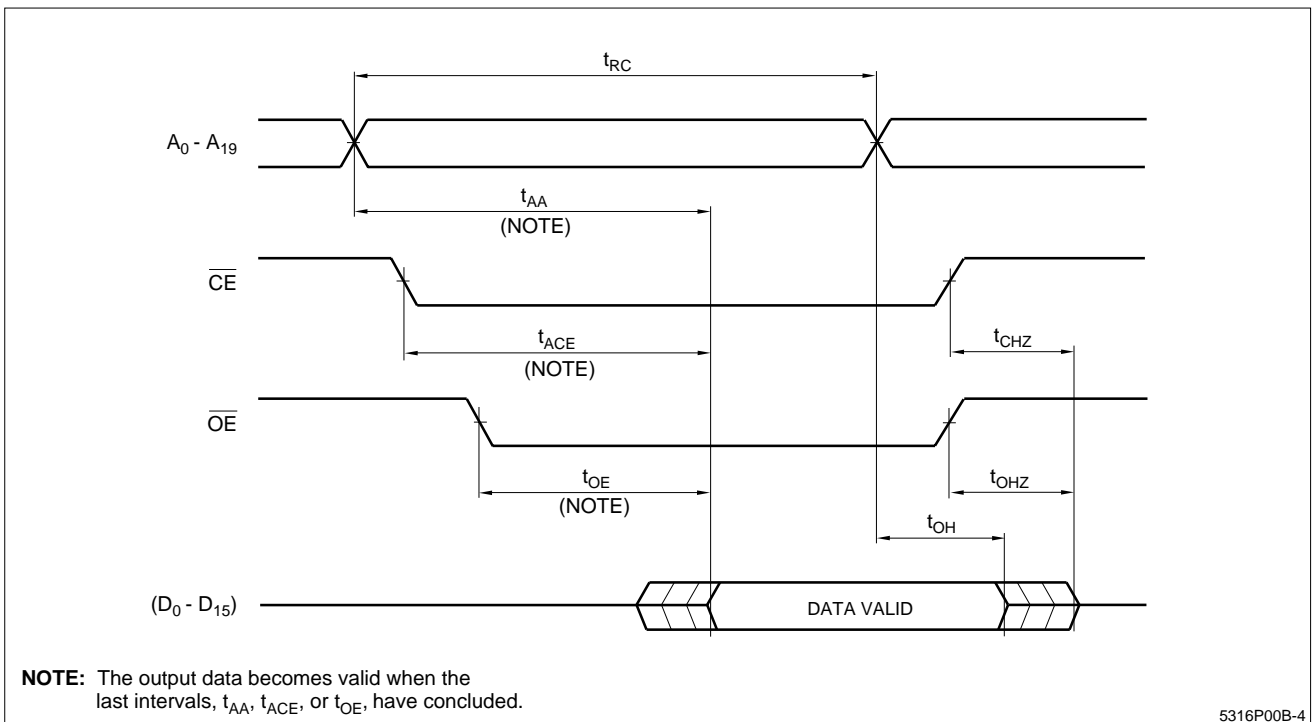 tRC
A0 - A19
tAA
(NOTE)
CE
tACE
(NOTE)
tCHZ
OE
tOE
(NOTE)
tOHZ
tOH
(D0 - D15)
DATA VALID
NOTE: The output data becomes valid when the
last intervals, tAA, tACE, or tOE, have concluded.
5316P00B-4